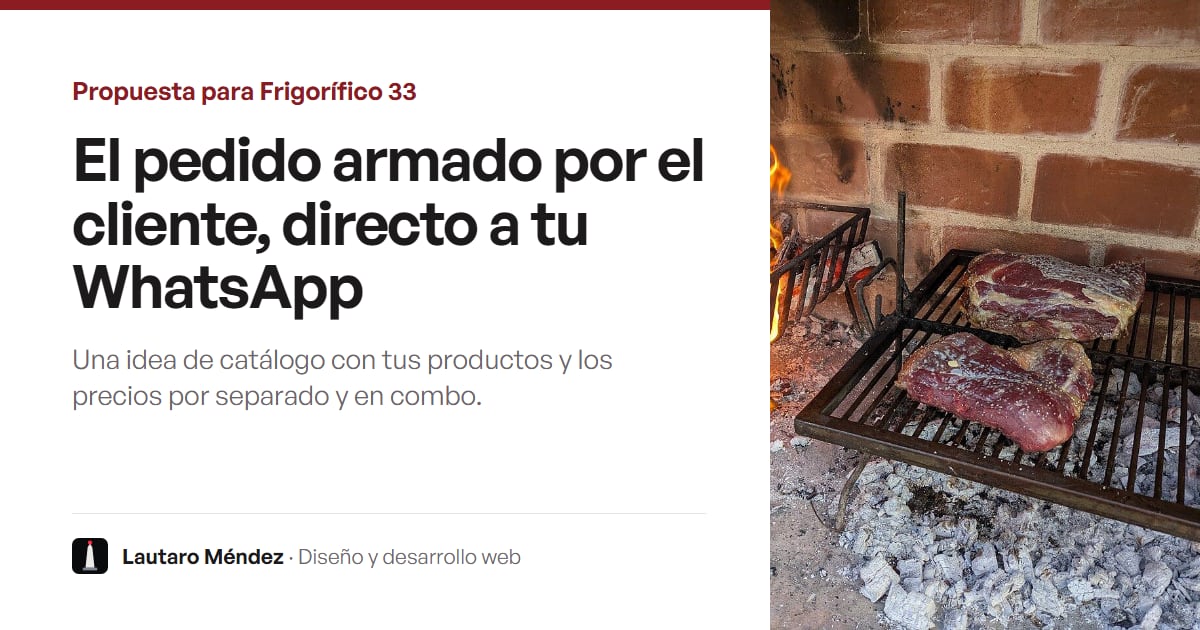 Propuesta para Frigorífico 33
El pedido armado por el
cliente, directo a tu
WhatsApp
Una idea de catálogo con tus productos y los
precios por separado y en combo.
Lautaro Méndez · Diseño y desarrollo web